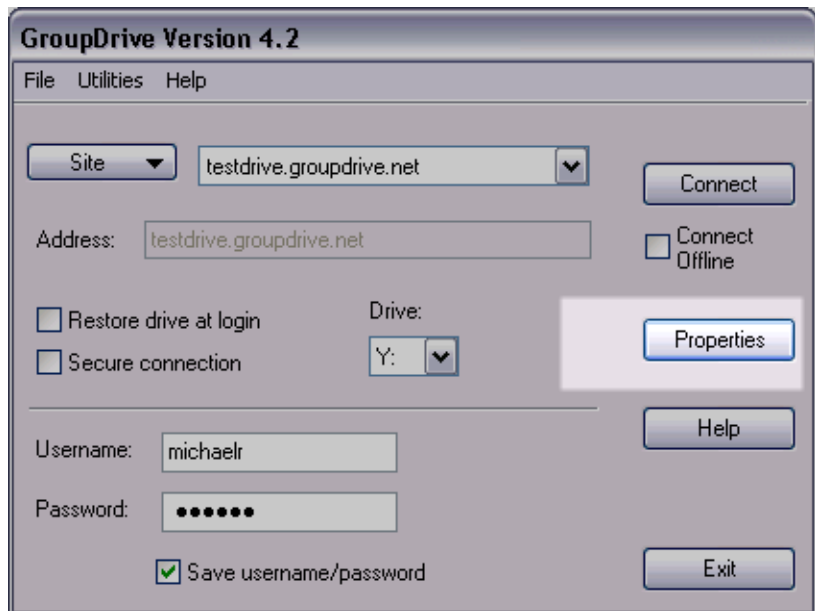 GroupDrive Version 4.2
File Utilities Help
Site testdrive.groupdrive.net
Connect
Address: testdrive.groupdrive.net
Connect
Offline
Restore drive at login
Drive:
Secure connection
Y:
Properties
Help
Username: michaelr
Password: ••••••
Save username/password
Exit